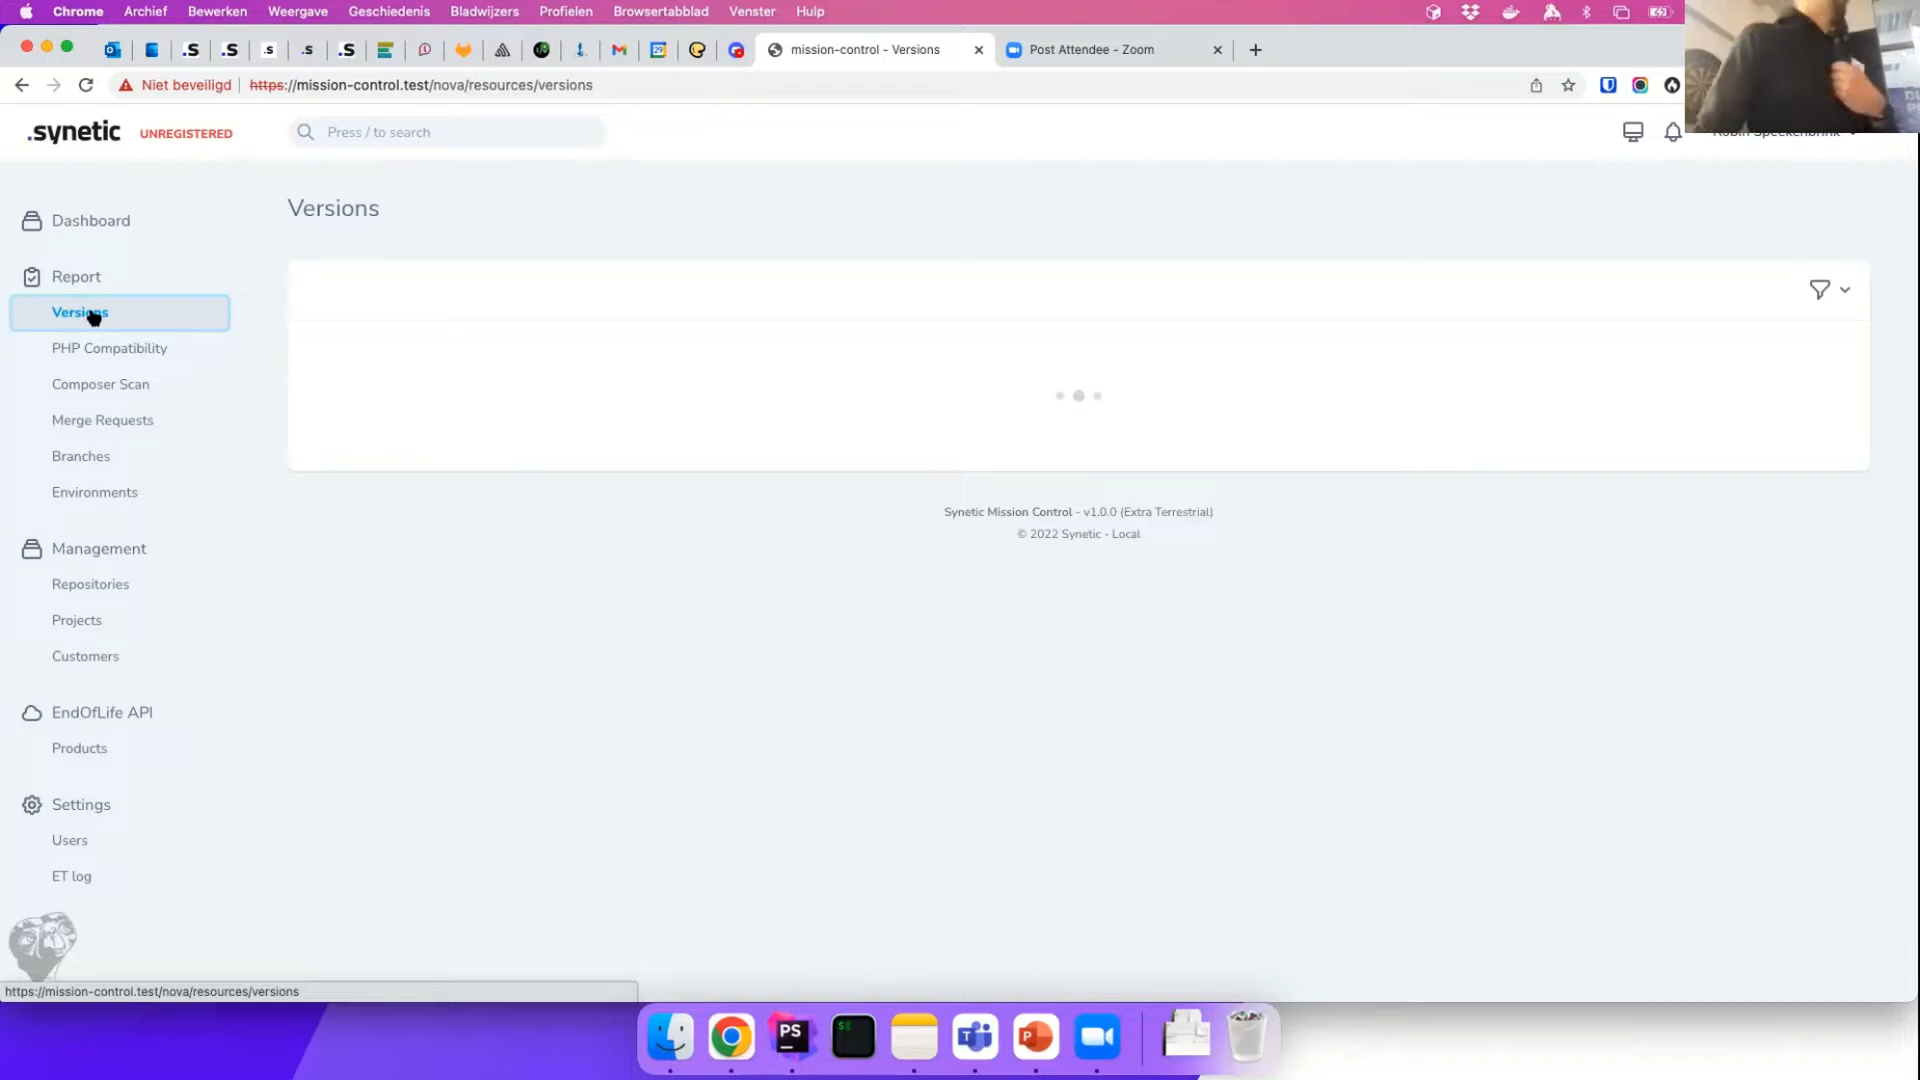 Chrome Archief Bewerken Weergave Geschiedenis Bladwijzers Profielen Browsertabblad Venster Hulp
mission-control - Versions
Post Attendee - Zoom
Niet beveiligd https://mission-control.test/nova/resources/versions
.synetic UNREGISTERED Press / to search
Robin Speekenbrink
Versions
Dashboard
Report
Versions
PHP Compatibility
Composer Scan
Merge Requests
Branches
Environments
Management
Repositories
Projects
Customers
EndOfLife API
Products
Settings
Users
ET log
Synetic Mission Control - v1.0.0 (Extra Terrestrial)
© 2022 Synetic - Local
https://mission-control.test/nova/resources/versions